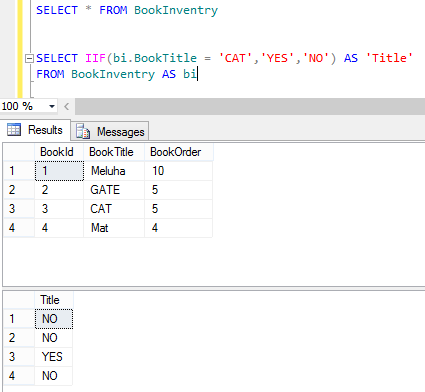 SELECT * FROM BookInventry
SELECT IIF(bi.BookTitle = 'CAT','YES','NO') AS 'Title'
FROM BookInventry AS bi
100 %
Results Messages
BookId BookTitle BookOrder
1 1 Meluha 10
2 2 GATE 5
3 3 CAT 5
4 4 Mat 4
Title
1 NO
2 NO
3 YES
4 NO